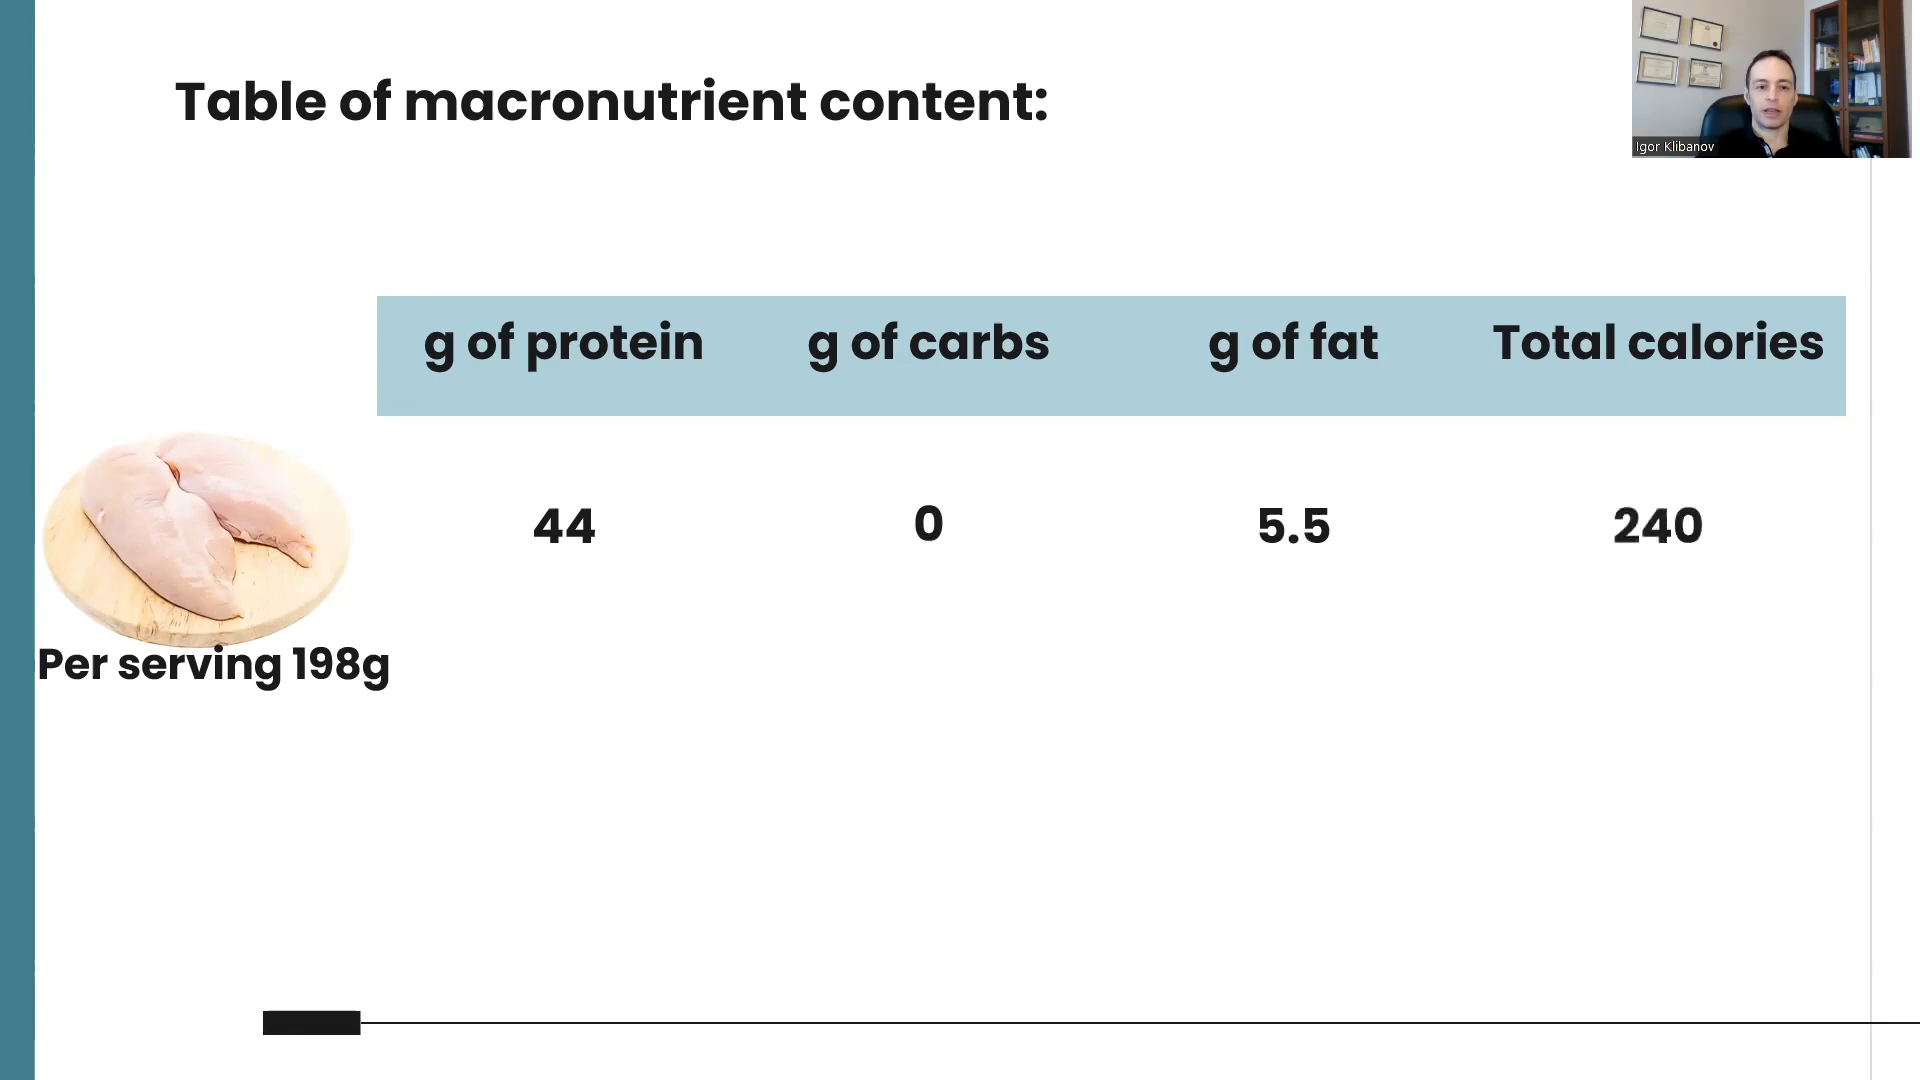 Table of macronutrient content:
Igor Klibanov
g of protein g of carbs g of fat Total calories
44 0 5.5 240
Per serving 198g